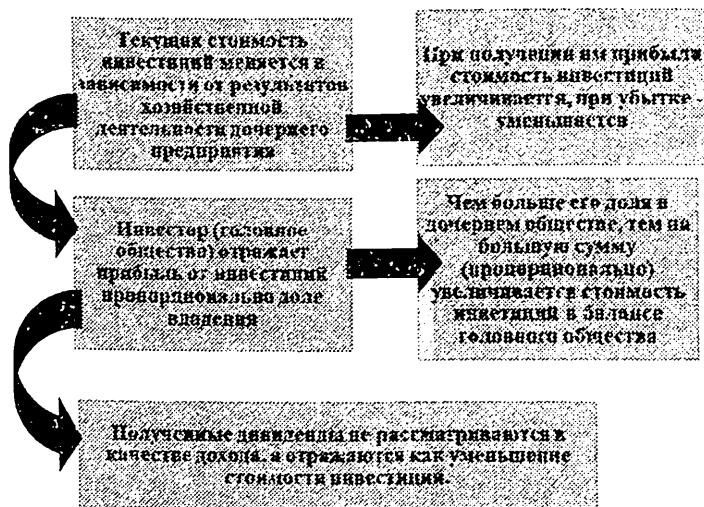 Текущая стоимость
инвестиций меняется в
зависимости от результатов
хозяйственной
деятельности дочернего
предприятия
При получении им прибыли
стоимость инвестиций
увеличивается, при убытке -
уменьшается
Инвестор (головное
общество) отражает
прибыль от инвестиций
пропорционально доле
владения
Чем больше его доля в
дочернем обществе, тем на
большую сумму
(пропорционально)
увеличивается стоимость
инвестиций в балансе
головного общества
Полученные дивиденды не рассматриваются в
качестве дохода, а отражаются как уменьшение
стоимости инвестиций.